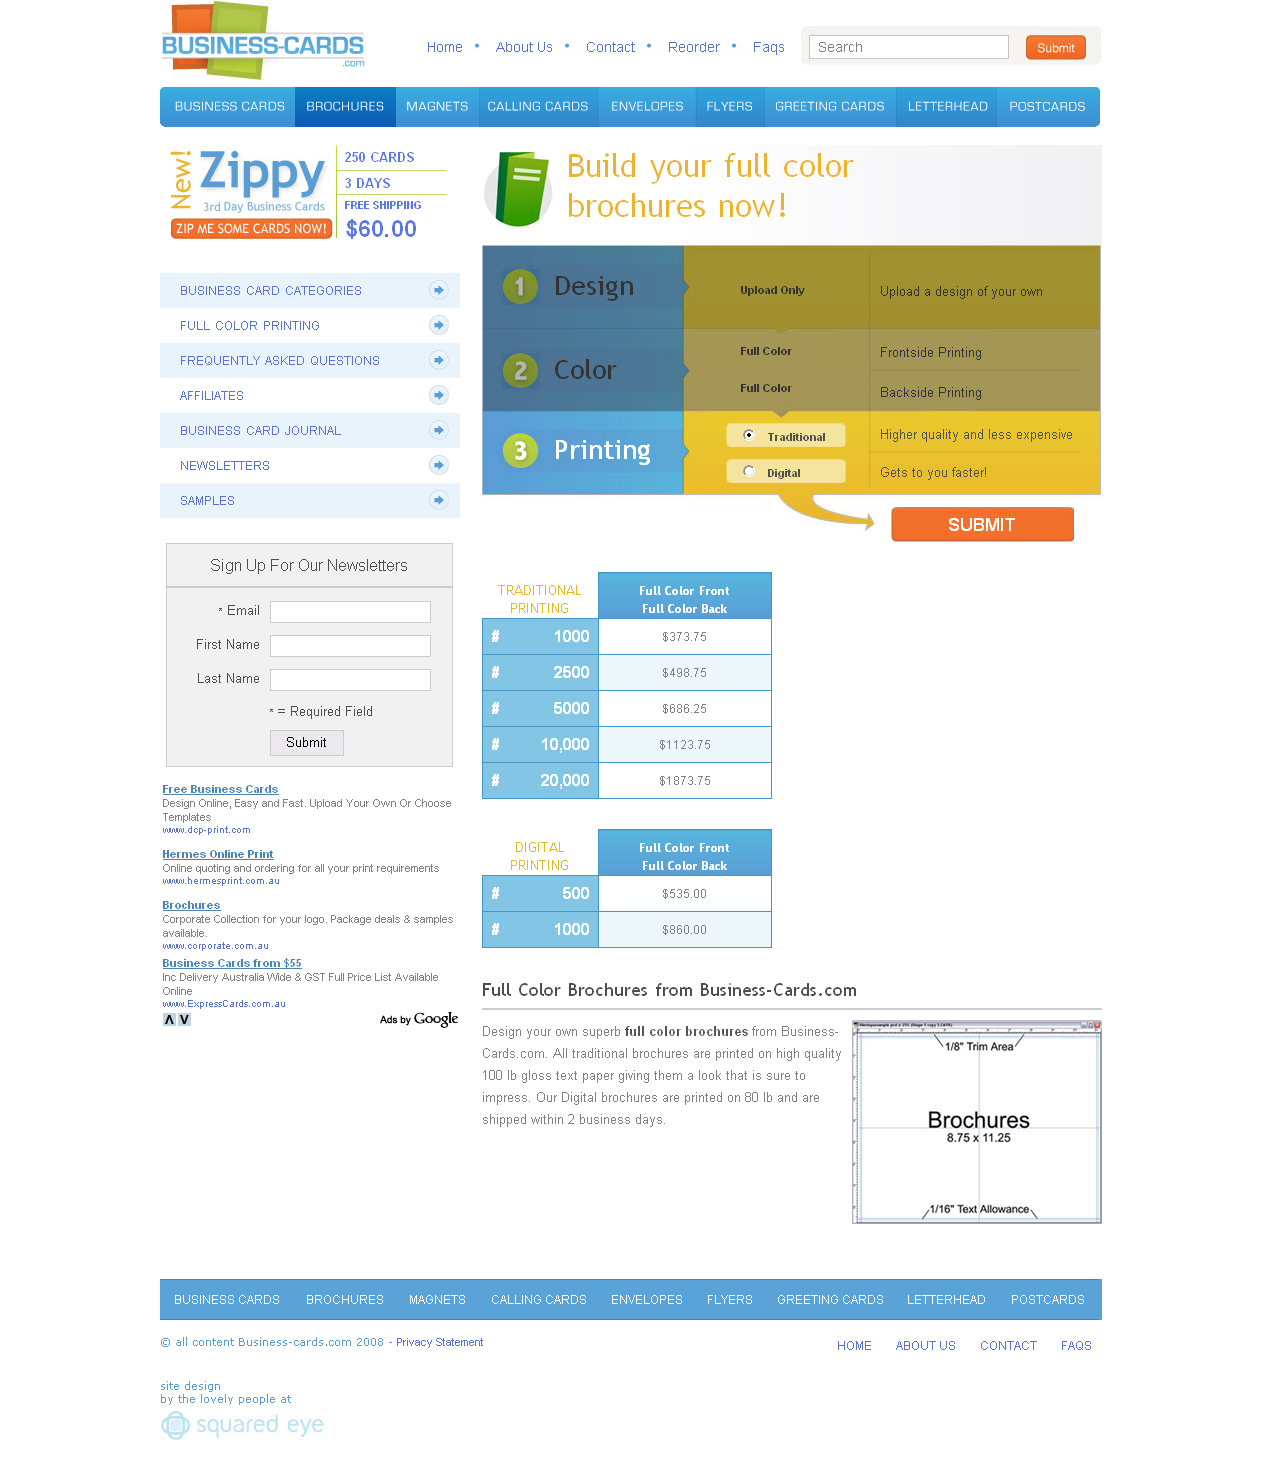 BUSINESS-CARDS
.com
Home • About Us • Contact • Reorder • Faqs
Search
Submit
BUSINESS CARDS BROCHURES MAGNETS CALLING CARDS ENVELOPES FLYERS GREETING CARDS LETTERHEAD POSTCARDS
New!
Zippy
3rd Day Business Cards
ZIP ME SOME CARDS NOW!
250 CARDS
3 DAYS
FREE SHIPPING
$60.00
BUSINESS CARD CATEGORIES
FULL COLOR PRINTING
FREQUENTLY ASKED QUESTIONS
AFFILIATES
BUSINESS CARD JOURNAL
NEWSLETTERS
SAMPLES
Sign Up For Our Newsletters
* Email
First Name
Last Name
* = Required Field
Submit
Free Business Cards
Design Online, Easy and Fast. Upload Your Own Or Choose
Templates
www.dcp-print.com
Hermes Online Print
Online quoting and ordering for all your print requirements
www.hermesprint.com.au
Brochures
Corporate Collection for your logo. Package deals & samples
available.
www.corporate.com.au
Business Cards from $55
Inc Delivery Australia Wide & GST Full Price List Available
Online
www.ExpressCards.com.au
Ads by Google
Build your full color
brochures now!
1 Design
Upload Only
Upload a design of your own
2 Color
Full Color
Frontside Printing
Full Color
Backside Printing
3 Printing
Traditional
Higher quality and less expensive
Digital
Gets to you faster!
SUBMIT
TRADITIONAL
PRINTING
Full Color Front
Full Color Back
# 1000 $373.75
# 2500 $498.75
# 5000 $686.25
# 10,000 $1123.75
# 20,000 $1873.75
DIGITAL
PRINTING
Full Color Front
Full Color Back
# 500 $535.00
# 1000 $860.00
Full Color Brochures from Business-Cards.com
Design your own superb full color brochures from Business-
Cards.com. All traditional brochures are printed on high quality
100 lb gloss text paper giving them a look that is sure to
impress. Our Digital brochures are printed on 80 lb and are
shipped within 2 business days.
1/8" Trim Area
Brochures
8.75 x 11.25
1/16" Text Allowance
BUSINESS CARDS BROCHURES MAGNETS CALLING CARDS ENVELOPES FLYERS GREETING CARDS LETTERHEAD POSTCARDS
© all content Business-cards.com 2008 - Privacy Statement
HOME ABOUT US CONTACT FAQS
site design
by the lovely people at
squared eye